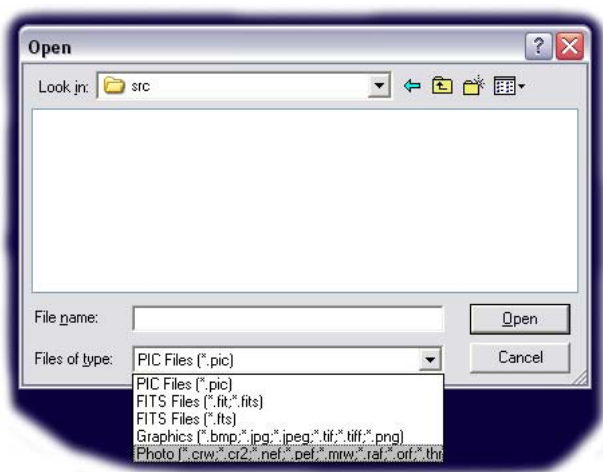 Open
Look in: src
File name:
Open
Files of type: PIC Files (*.pic)
Cancel
PIC Files (*.pic)
FITS Files (*.fit;*.fits)
FITS Files (*.fts)
Graphics (*.bmp;*.jpg;*.jpeg;*.tif;*.tiff;*.png)
Photo (*.crw;*.cr2;*.nef;*.pef;*.mrw;*.raf;*.orf;*.thm